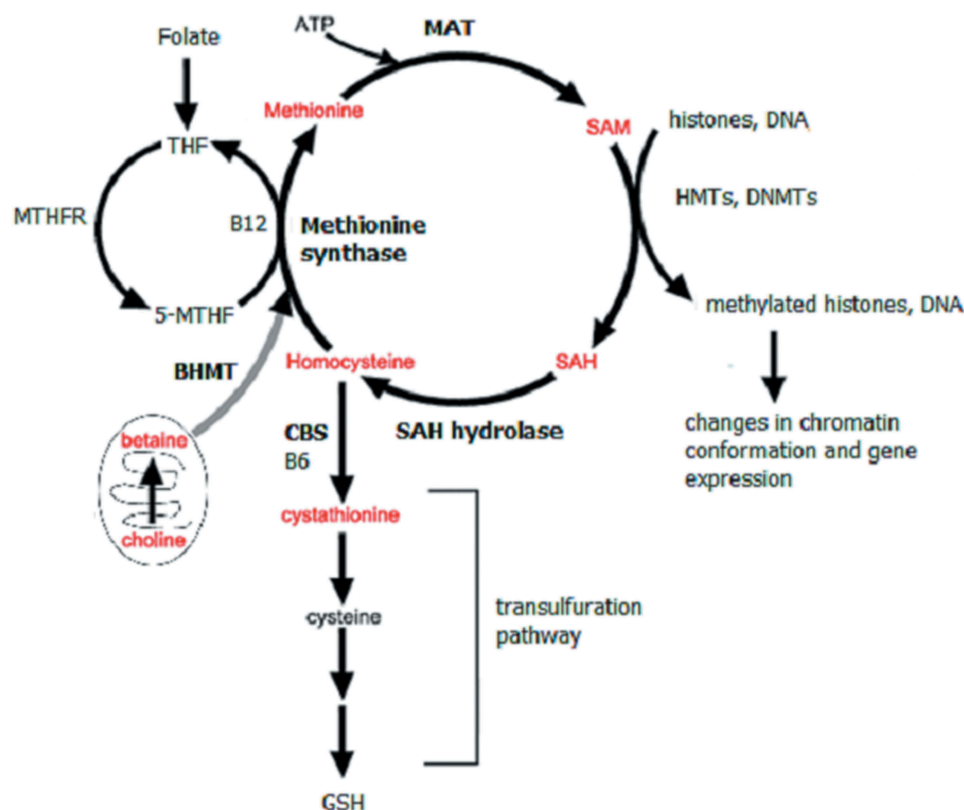 ATP
MAT
Folate
Methionine
SAM
histones, DNA
THF
MTHFR
B12
Methionine
synthase
HMTs, DNMTs
5-MTHF
methylated histones, DNA
BHMT
Homocysteine
SAH
CBS
B6
SAH hydrolase
changes in chromatin
conformation and gene
expression
betaine
choline
cystathionine
cysteine
transulfuration
pathway
GSH